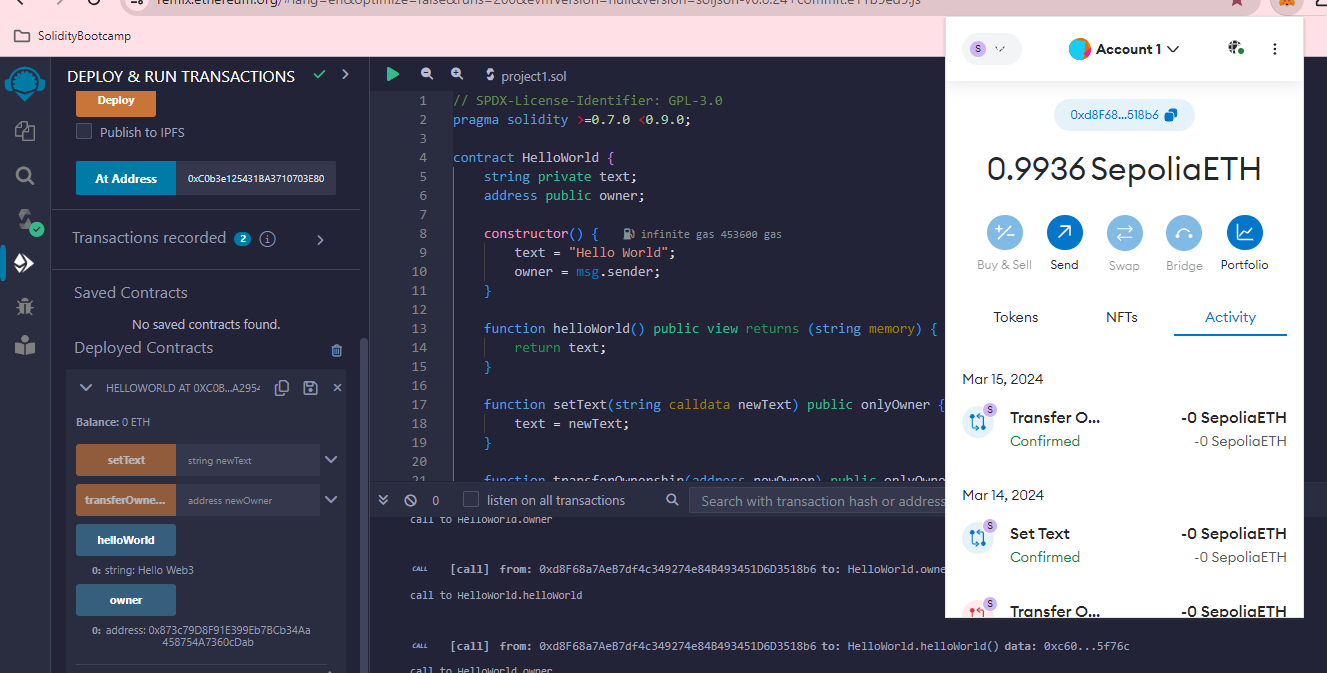 remix.ethereum.org/#lang=en&optimize=false&runs=200&evmVersion=null&version=soljson-v0.8.24+commit.e11b9ed9.js
SolidityBootcamp
DEPLOY & RUN TRANSACTIONS
Deploy
Publish to IPFS
At Address
0xC0b3e125431BA3710703E80
Transactions recorded 2 i
Saved Contracts
No saved contracts found.
Deployed Contracts
HELLOWORLD AT 0XC0B...A2954
Balance: 0 ETH
setText
string newText
transferOwne...
address newOwner
helloWorld
0: string: Hello Web3
owner
0: address: 0x873c79D8F91E399Eb7BCb34Aa
458754A7360cDab
project1.sol
1 // SPDX-License-Identifier: GPL-3.0
2 pragma solidity >=0.7.0 <0.9.0;
3
4 contract HelloWorld {
5 string private text;
6 address public owner;
7
8 constructor() { infinite gas 453600 gas
9 text = "Hello World";
10 owner = msg.sender;
11 }
12
13 function helloWorld() public view returns (string memory) {
14 return text;
15 }
16
17 function setText(string calldata newText) public onlyOwner {
18 text = newText;
19 }
20
21 function transferOwnership(address newOwner) public onlyOwne
0
listen on all transactions
Search with transaction hash or address
call to HelloWorld.owner
CALL [call] from: 0xd8F68a7AeB7df4c349274e84B493451D6D3518b6 to: HelloWorld.owne
call to HelloWorld.helloWorld
CALL [call] from: 0xd8F68a7AeB7df4c349274e84B493451D6D3518b6 to: HelloWorld.helloWorld() data: 0xc60...5f76c
call to HelloWorld.owner
S
Account 1
0xd8F68...518b6
0.9936 SepoliaETH
Buy & Sell
Send
Swap
Bridge
Portfolio
Tokens
NFTs
Activity
Mar 15, 2024
S
Transfer O...
-0 SepoliaETH
Confirmed
-0 SepoliaETH
Mar 14, 2024
S
Set Text
-0 SepoliaETH
Confirmed
-0 SepoliaETH
S
Transfer O...
-0 SepoliaETH